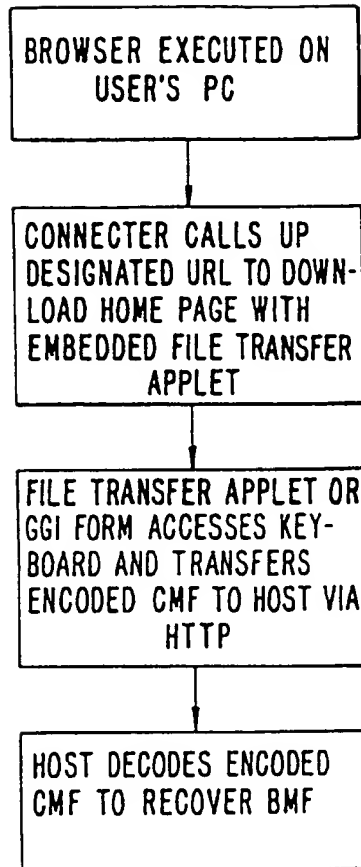 BROWSER EXECUTED ON
USER'S PC
CONNECTER CALLS UP
DESIGNATED URL TO DOWN-
LOAD HOME PAGE WITH
EMBEDDED FILE TRANSFER
APPLET
FILE TRANSFER APPLET OR
GGI FORM ACCESSES KEY-
BOARD AND TRANSFERS
ENCODED CMF TO HOST VIA
HTTP
HOST DECODES ENCODED
CMF TO RECOVER BMF